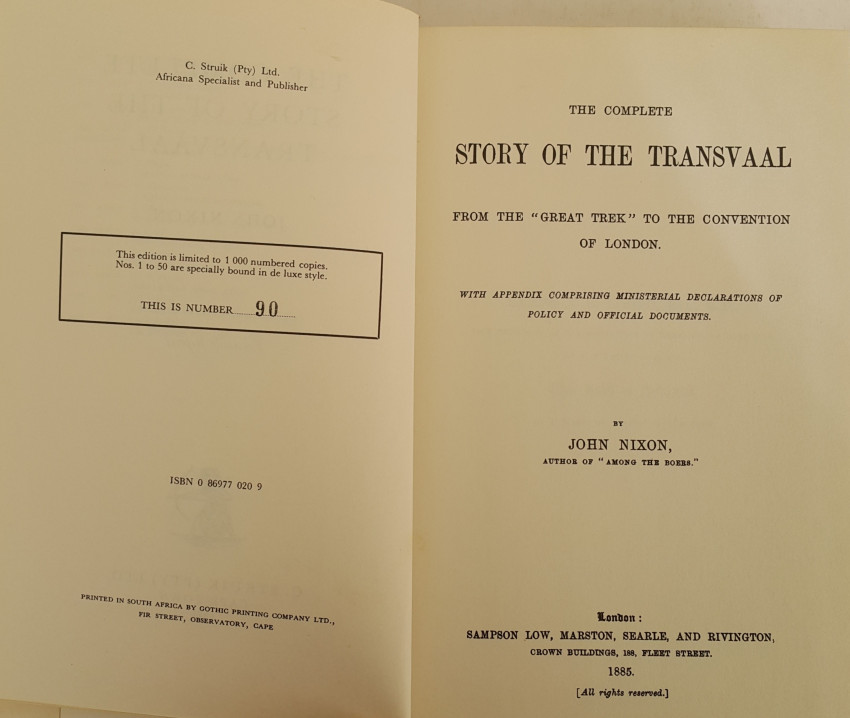 C. Struik (Pty) Ltd.
Africana Specialist and Publisher
This edition is limited to 1 000 numbered copies.
Nos. 1 to 50 are specially bound in de luxe style.
THIS IS NUMBER 90
ISBN 0 86977 020 9
PRINTED IN SOUTH AFRICA BY GOTHIC PRINTING COMPANY LTD.,
FIR STREET, OBSERVATORY, CAPE
THE COMPLETE
STORY OF THE TRANSVAAL
FROM THE "GREAT TREK" TO THE CONVENTION
OF LONDON.
WITH APPENDIX COMPRISING MINISTERIAL DECLARATIONS OF
POLICY AND OFFICIAL DOCUMENTS.
BY
JOHN NIXON,
AUTHOR OF "AMONG THE BOERS."
London:
SAMPSON LOW, MARSTON, SEARLE, AND RIVINGTON,
CROWN BUILDINGS, 188, FLEET STREET.
1885.
[All rights reserved.]